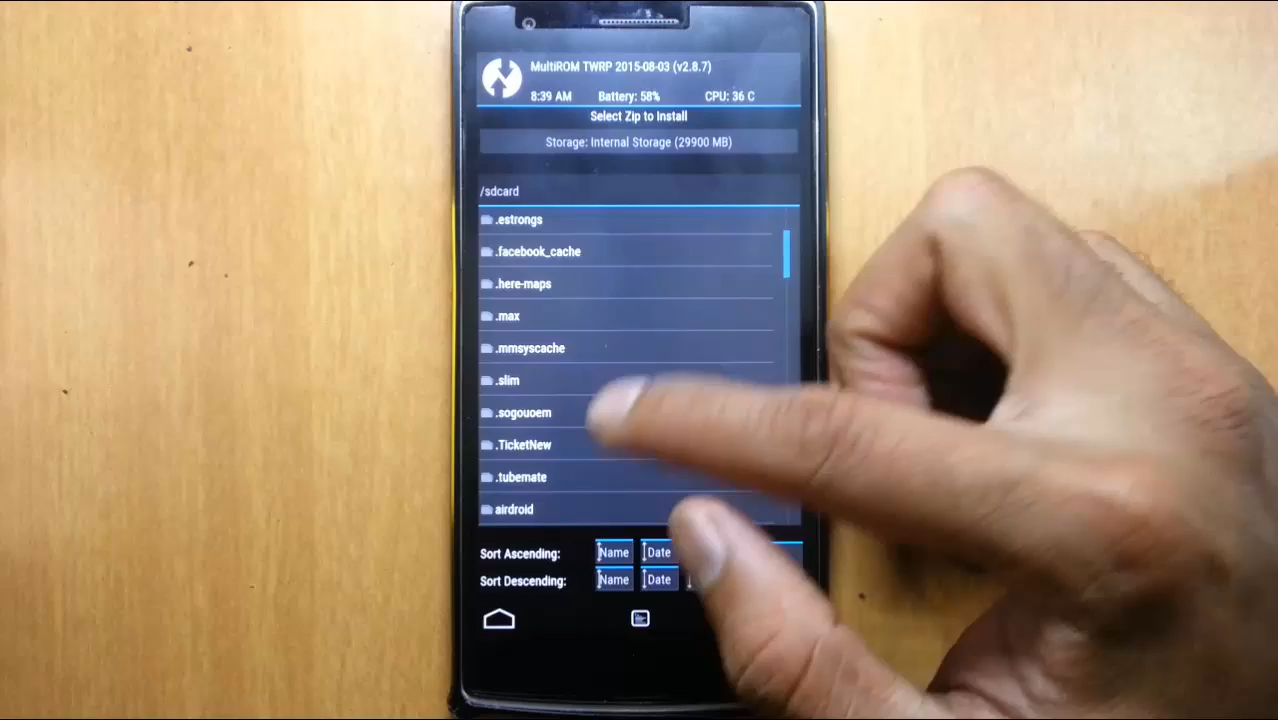 MultiROM TWRP 2015-08-03 (v2.8.7)
8:39 AM Battery: 58% CPU: 36 C
Select Zip to Install
Storage: Internal Storage (29900 MB)
/sdcard
.estrongs
.facebook_cache
.here-maps
.max
.mmsyscache
.slim
.sogouoem
.TicketNew
.tubemate
airdroid
Sort Ascending: Name Date
Sort Descending: Name Date